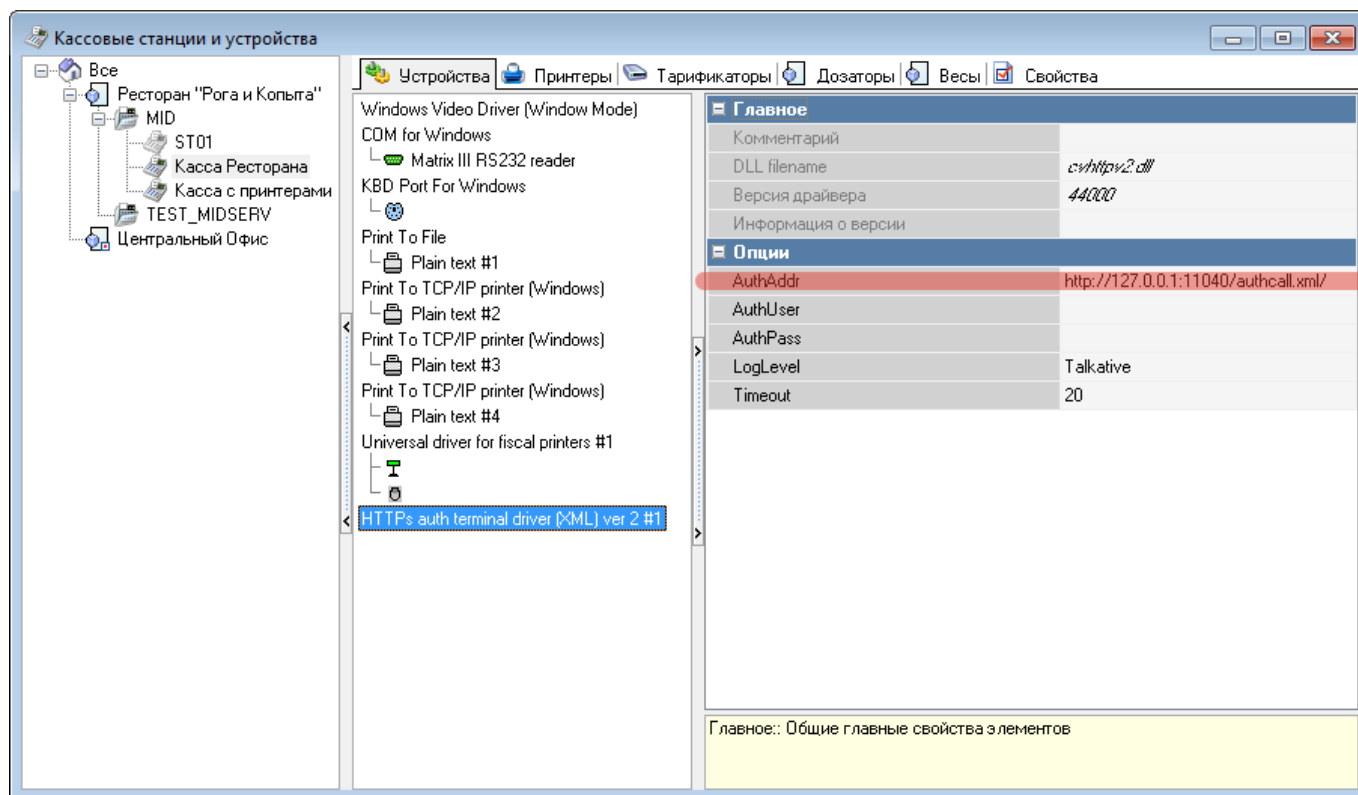 Кассовые станции и устройства
Все
Ресторан "Рога и Копыта"
MID
ST01
Касса Ресторана
Касса с принтерами
TEST_MIDSERV
Центральный Офис
Устройства Принтеры Тарификаторы Дозаторы Весы Свойства
Windows Video Driver (Window Mode)
COM for Windows
Matrix III RS232 reader
KBD Port For Windows
Print To File
Plain text #1
Print To TCP/IP printer (Windows)
Plain text #2
Print To TCP/IP printer (Windows)
Plain text #3
Print To TCP/IP printer (Windows)
Plain text #4
Universal driver for fiscal printers #1
HTTPs auth terminal driver (XML) ver 2 #1
Главное
Комментарий
DLL filename cvhttpv2.dll
Версия драйвера 44000
Информация о версии
Опции
AuthAddr http://127.0.0.1:11040/authcall.xml/
AuthUser
AuthPass
LogLevel Talkative
Timeout 20
Главное:: Общие главные свойства элементов